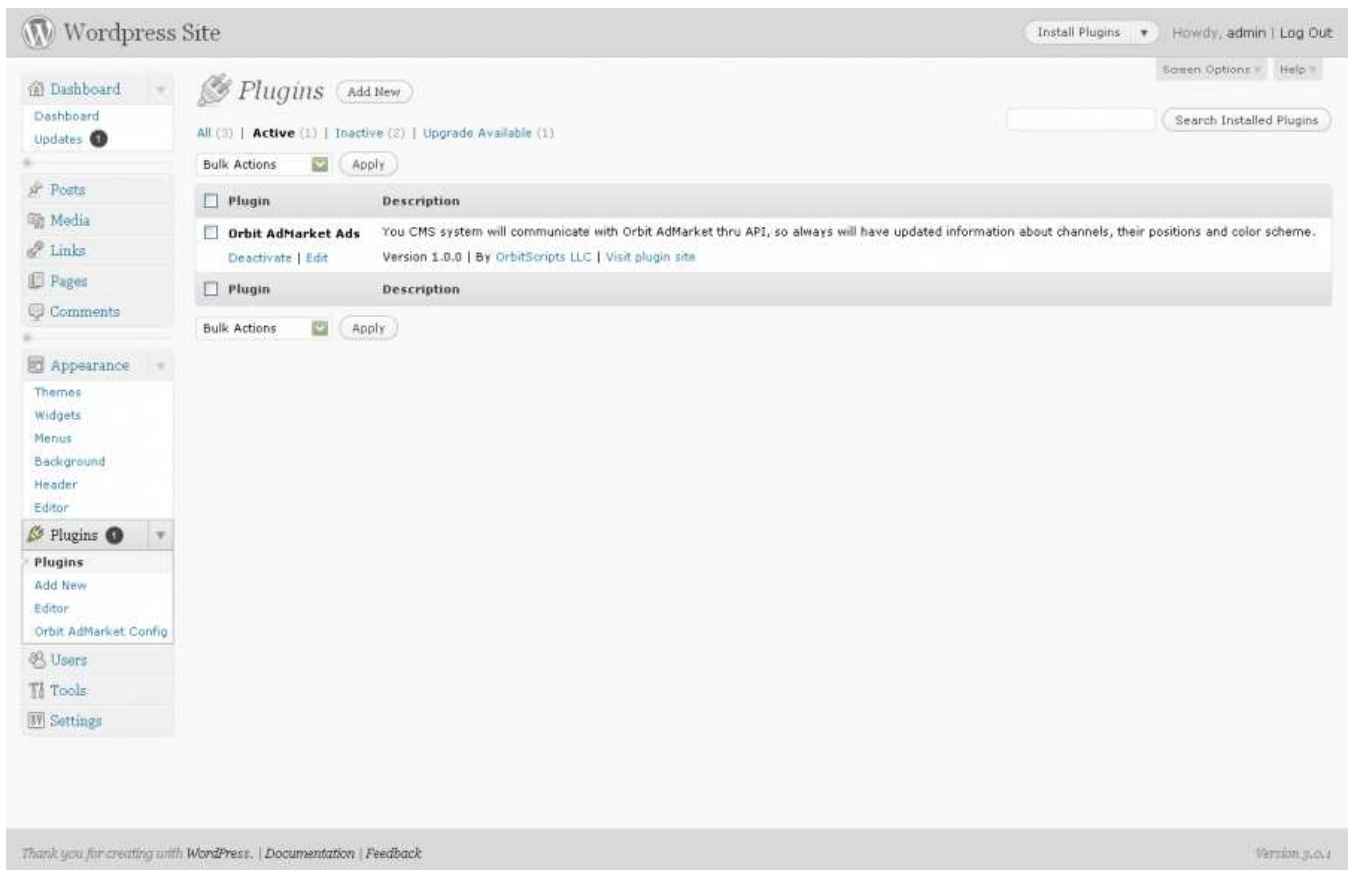 Wordpress Site
Install Plugins
Howdy, admin | Log Out
Screen Options
Help
Dashboard
Dashboard
Updates 1
Posts
Media
Links
Pages
Comments
Appearance
Themes
Widgets
Menus
Background
Header
Editor
Plugins 1
Plugins
Add New
Editor
Orbit AdMarket Config
Users
Tools
Settings
Plugins Add New
All (3) | Active (1) | Inactive (2) | Upgrade Available (1)
Search Installed Plugins
Bulk Actions Apply
Plugin Description
Orbit AdMarket Ads You CMS system will communicate with Orbit AdMarket thru API, so always will have updated information about channels, their positions and color scheme.
Deactivate | Edit Version 1.0.0 | By OrbitScripts LLC | Visit plugin site
Plugin Description
Bulk Actions Apply
Thank you for creating with WordPress. | Documentation | Feedback
Version 3.0.1